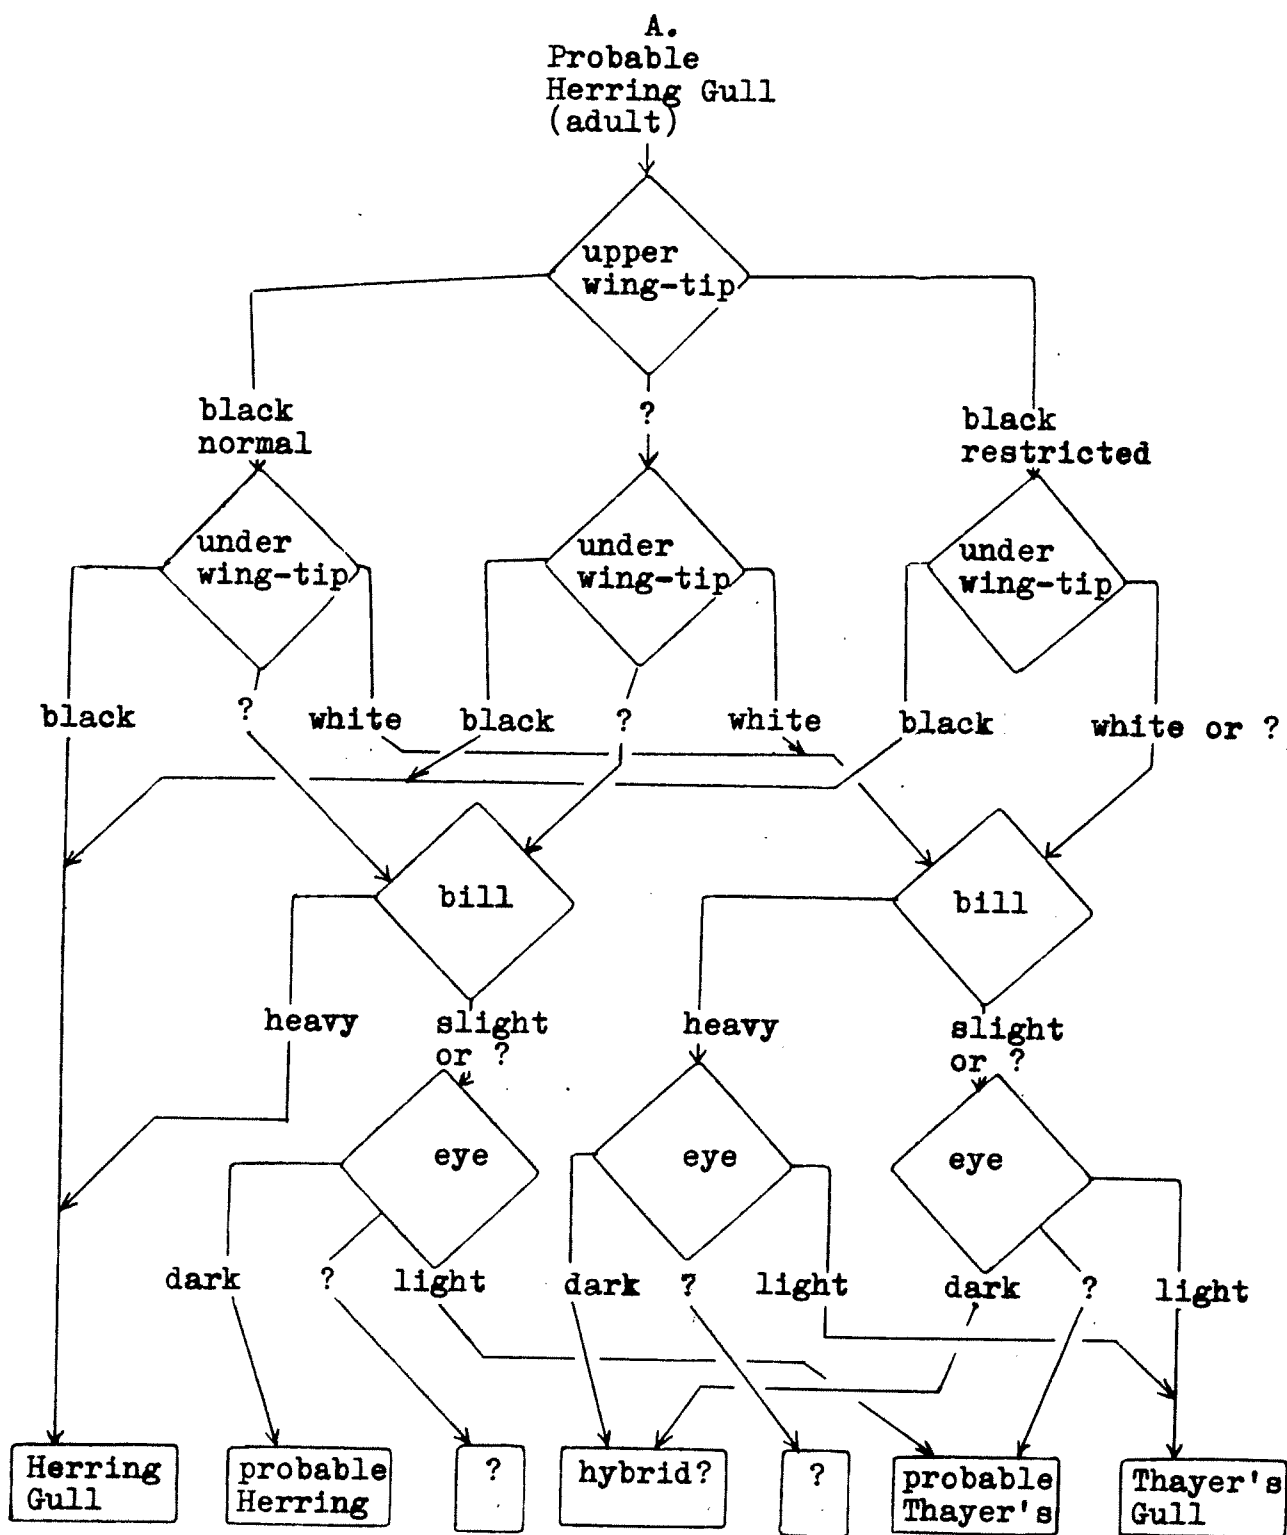 A.
Probable
Herring Gull
(adult)
upper
wing-tip
black
normal
?
black
restricted
under
wing-tip
under
wing-tip
under
wing-tip
black
?
white
black
?
white
black
white or ?
bill
bill
heavy
slight
or ?
heavy
slight
or ?
eye
eye
eye
dark
?
light
dark
?
light
dark
?
light
Herring
Gull
probable
Herring
?
hybrid?
?
probable
Thayer's
Thayer's
Gull